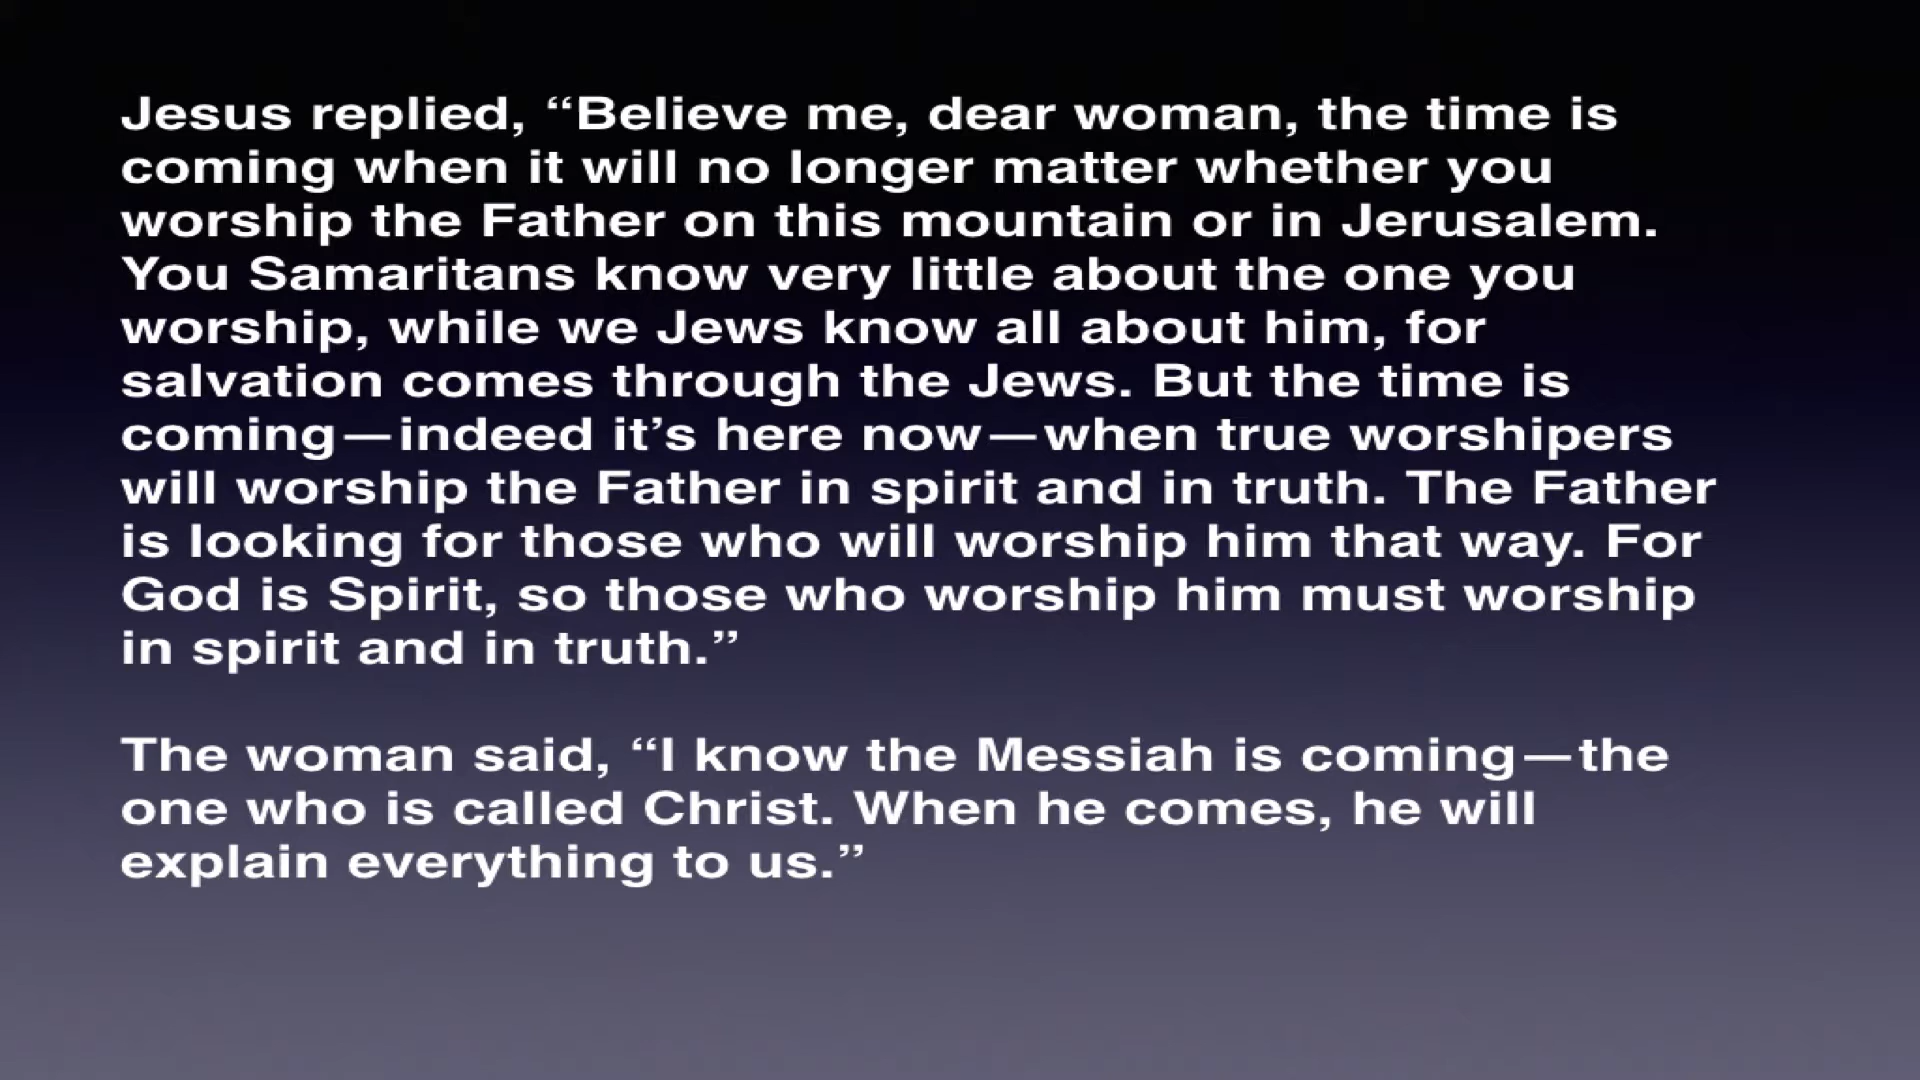 Jesus replied, “Believe me, dear woman, the time is
coming when it will no longer matter whether you
worship the Father on this mountain or in Jerusalem.
You Samaritans know very little about the one you
worship, while we Jews know all about him, for
salvation comes through the Jews. But the time is
coming—indeed it’s here now—when true worshipers
will worship the Father in spirit and in truth. The Father
is looking for those who will worship him that way. For
God is Spirit, so those who worship him must worship
in spirit and in truth.”
The woman said, “I know the Messiah is coming—the
one who is called Christ. When he comes, he will
explain everything to us.”